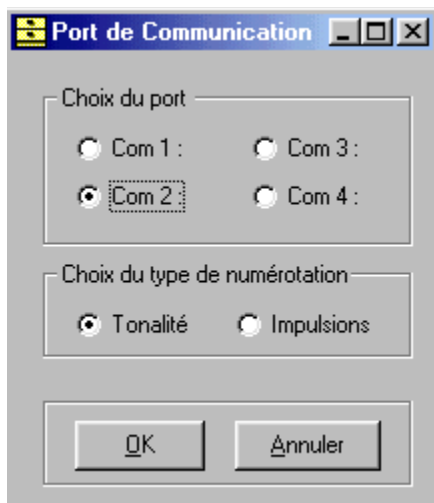 Port de Communication
Choix du port
Com 1 : Com 3 :
Com 2 : Com 4 :
Choix du type de numérotation
Tonalité Impulsions
OK Annuler